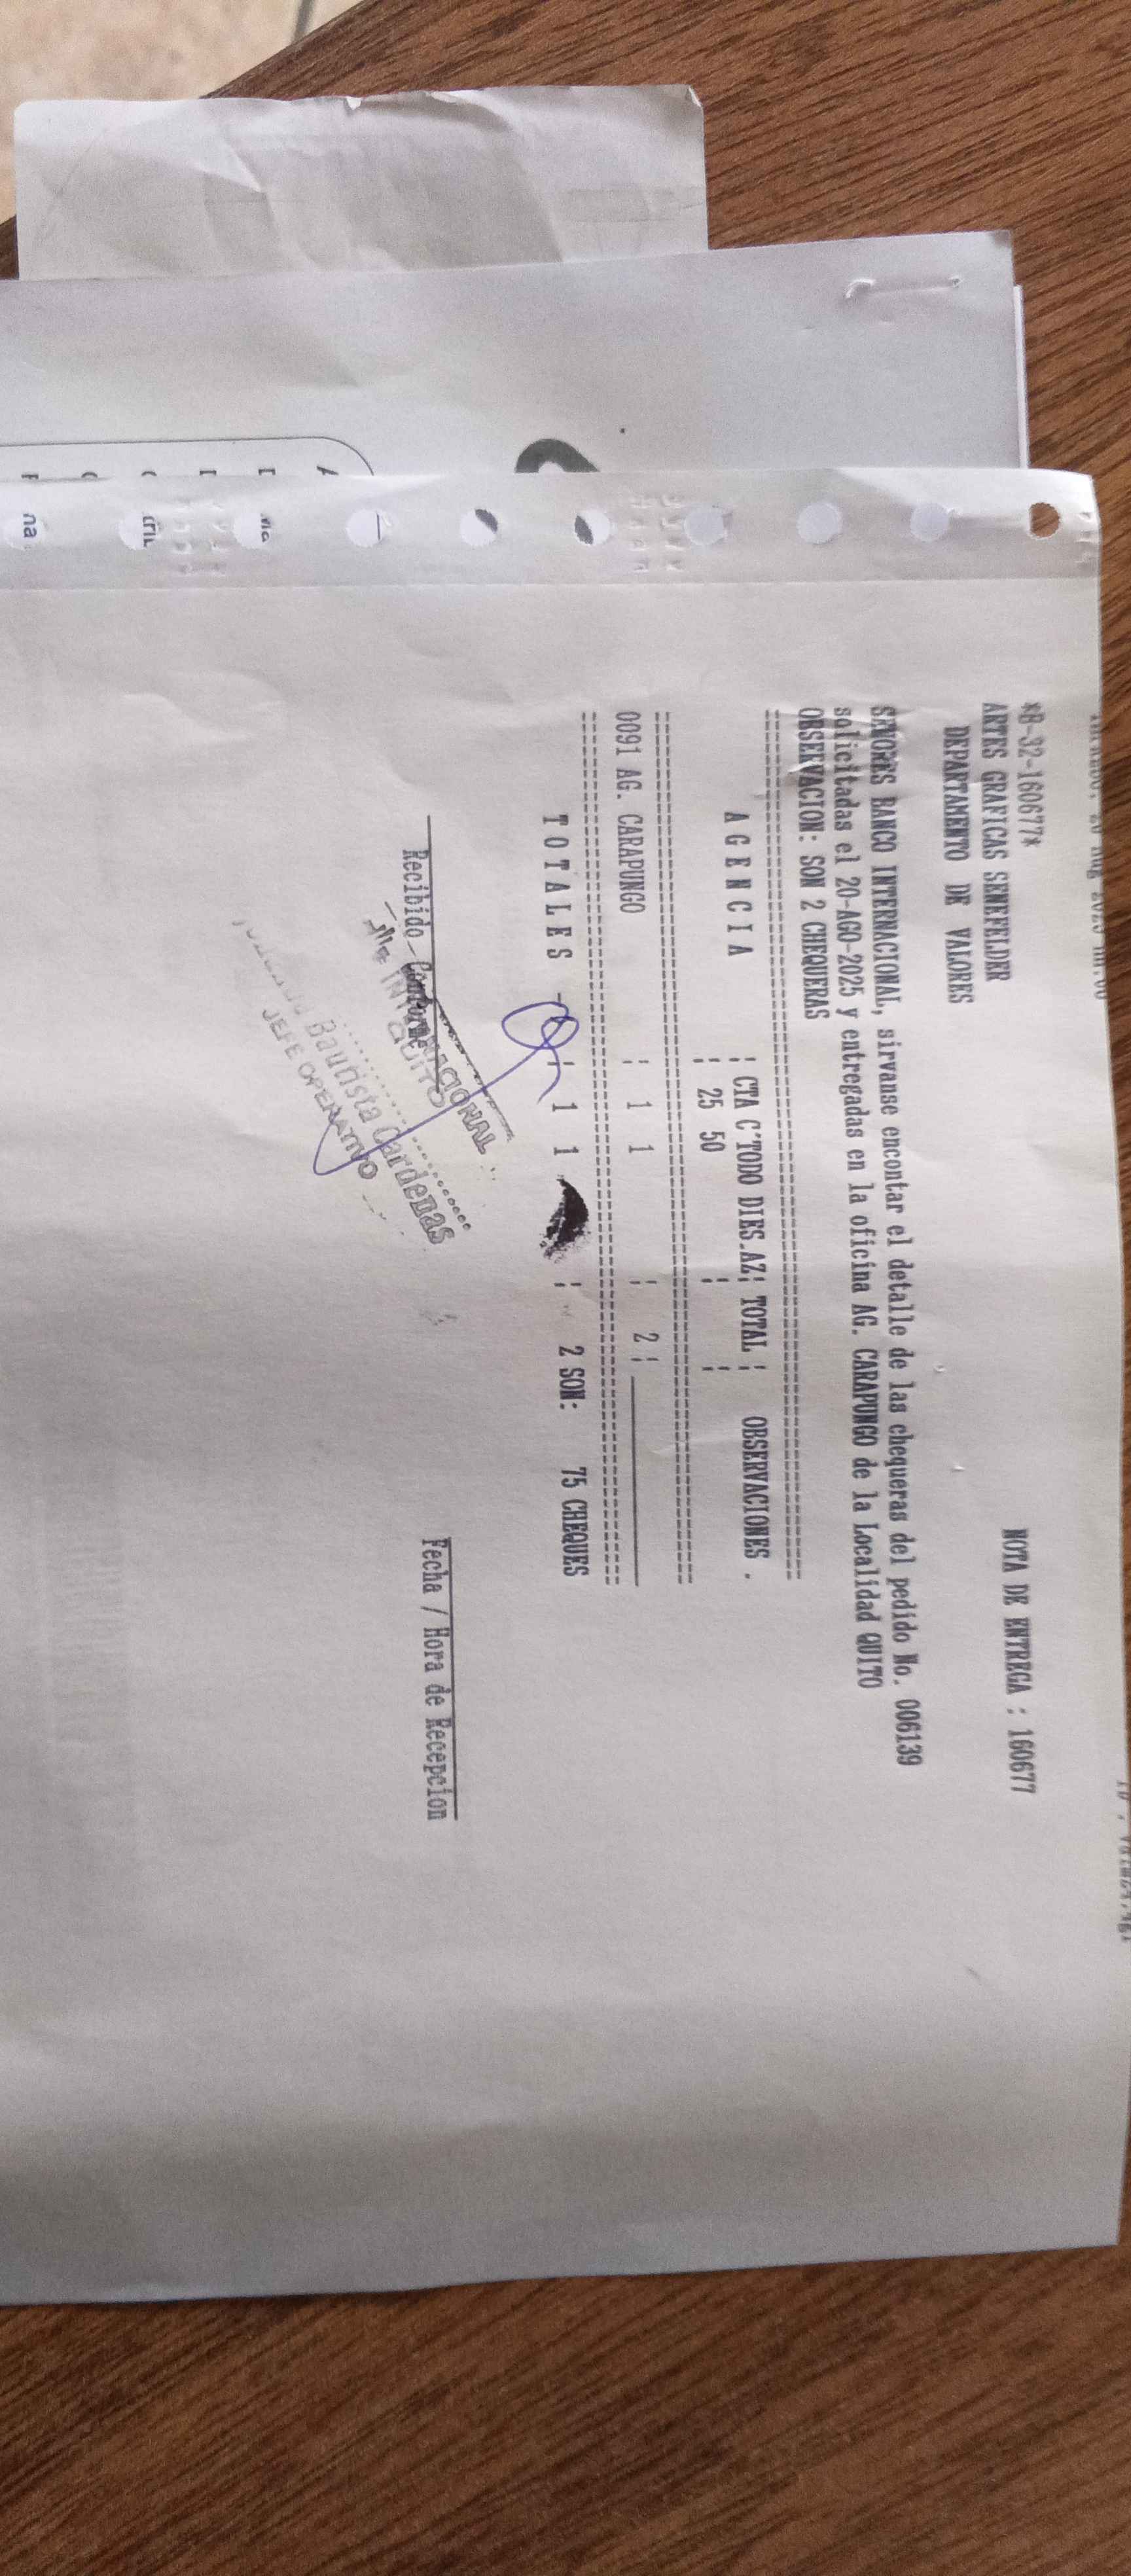 *B-32-160677*
NOTA DE ENTREGA : 160677
ARTES GRAFICAS SENEFELDER
DEPARTAMENTO DE VALORES
SENORES BANCO INTERNACIONAL, sirvanse encontar el detalle de las chequeras del pedido No. 006139
solicitadas el 20-AGO-2025 y entregadas en la oficina AG. CARAPUNGO de la Localidad QUITO
OBSERVACION: SON 2 CHEQUERAS
A G E N C I A ¦ CTA C´TODO DIES.AZ¦ TOTAL ¦ OBSERVACIONES .
¦ 25 50 ¦ ¦
0091 AG. CARAPUNGO ¦ 1 1 ¦ 2 ¦
T O T A L E S ¦ 1 1 ¦ 2 SON: 75 CHEQUES
Recibido Conforme
Fecha / Hora de Recepcion
QUITO
Bautista Cardenas
JEFE OPERATIVO